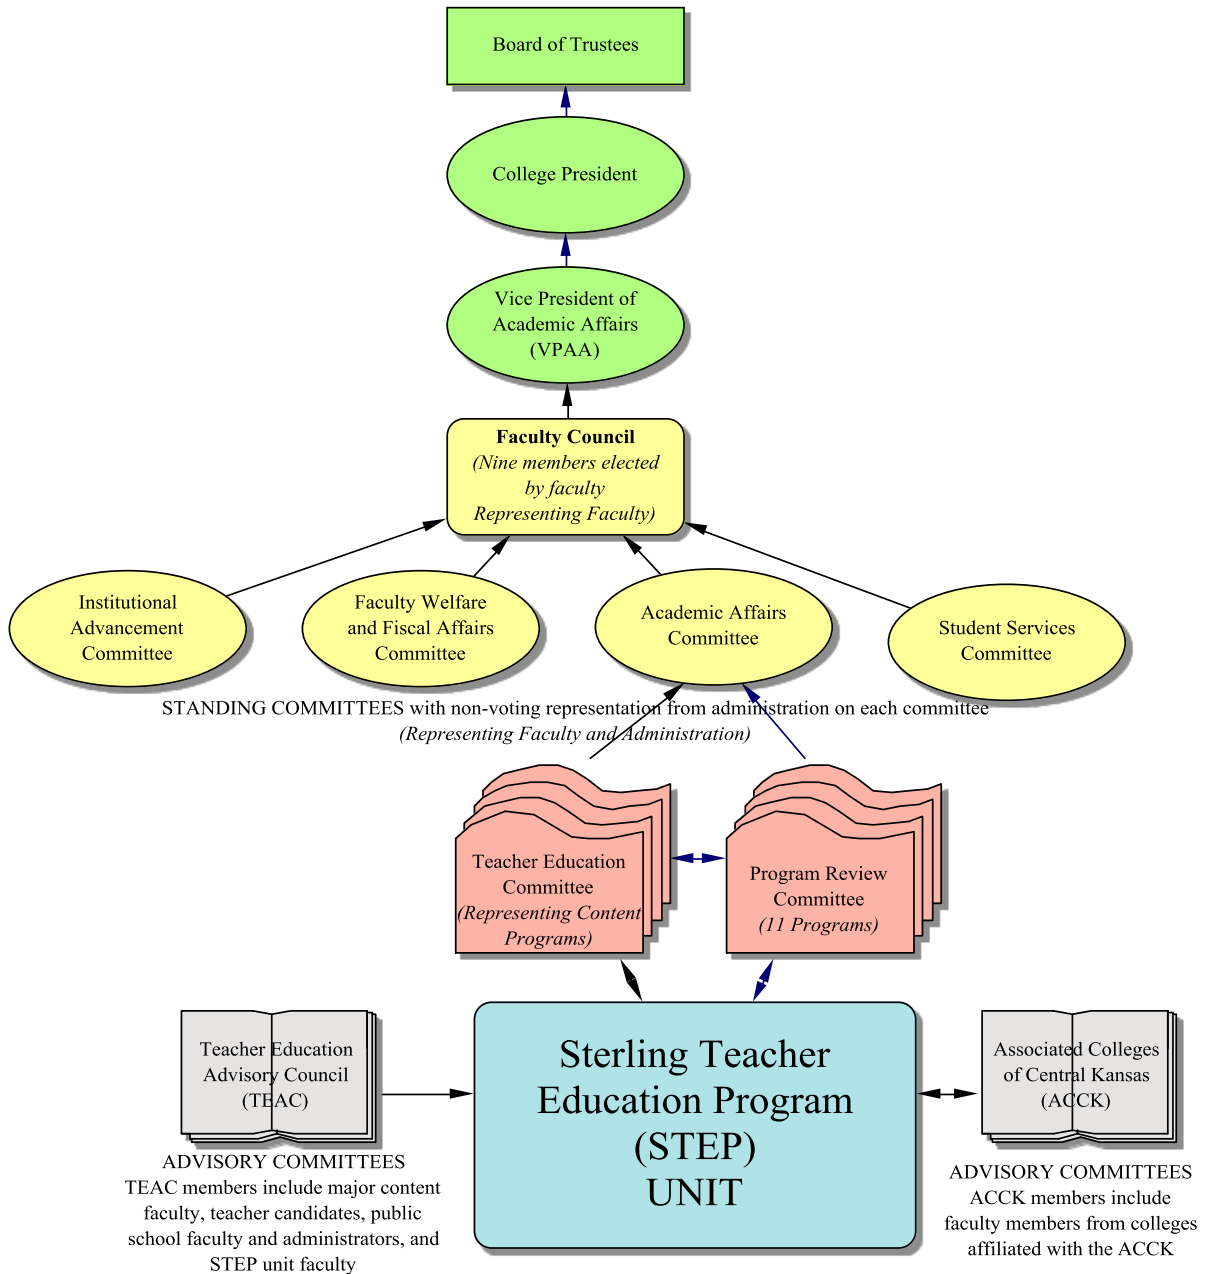 Board of Trustees
College President
Vice President of
Academic Affairs
(VPAA)
Faculty Council
(Nine members elected
by faculty
Representing Faculty)
Institutional
Advancement
Committee
Faculty Welfare
and Fiscal Affairs
Committee
Academic Affairs
Committee
Student Services
Committee
STANDING COMMITTEES with non-voting representation from administration on each committee
(Representing Faculty and Administration)
Teacher Education
Committee
(Representing Content
Programs)
Program Review
Committee
(11 Programs)
Teacher Education
Advisory Council
(TEAC)
ADVISORY COMMITTEES
TEAC members include major content
faculty, teacher candidates, public
school faculty and administrators, and
STEP unit faculty
Sterling Teacher
Education Program
(STEP)
UNIT
Associated Colleges
of Central Kansas
(ACCK)
ADVISORY COMMITTEES
ACCK members include
faculty members from colleges
affiliated with the ACCK